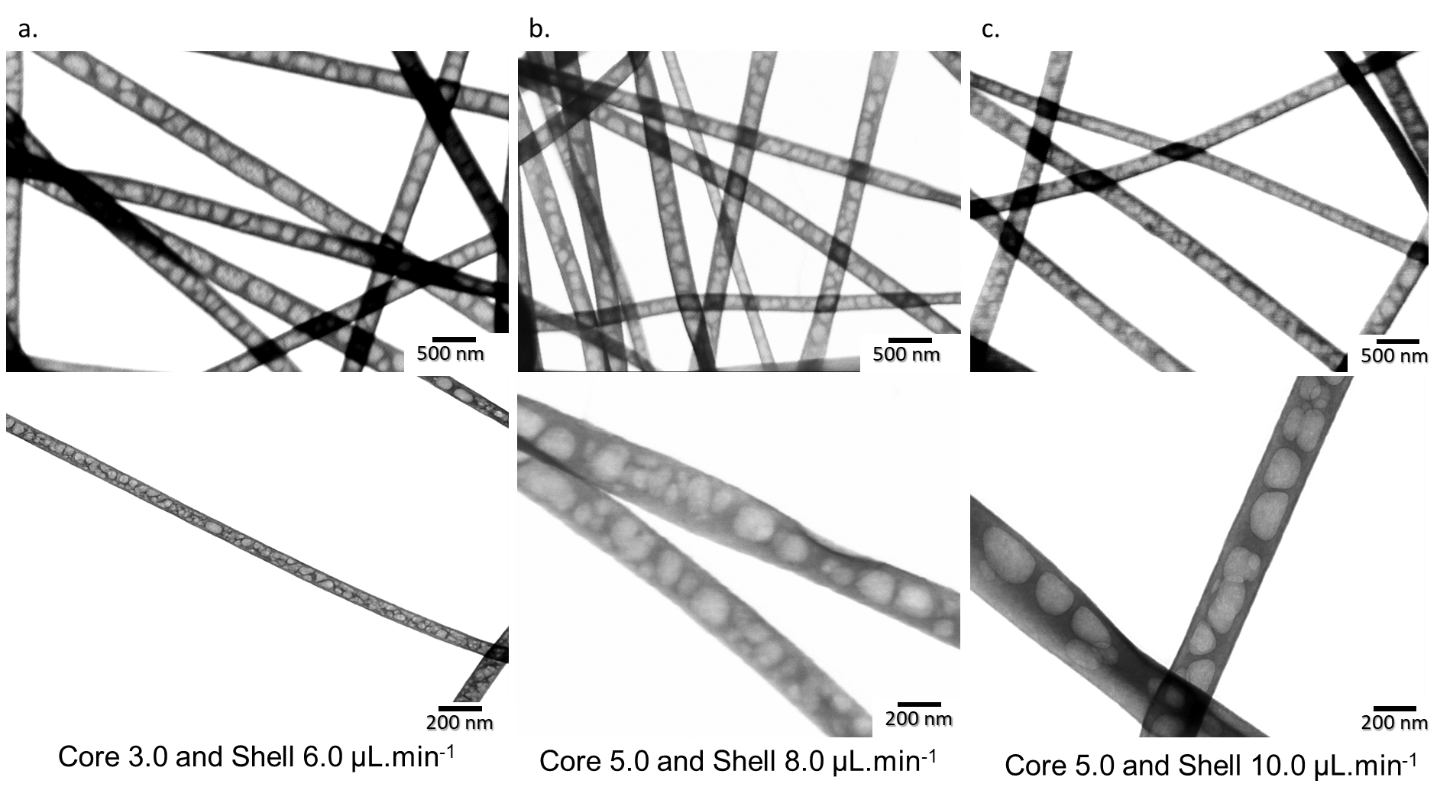 a.
b.
c.
500 nm
500 nm
500 nm
200 nm
200 nm
200 nm
Core 3.0 and Shell 6.0 µL.min⁻¹
Core 5.0 and Shell 8.0 µL.min⁻¹
Core 5.0 and Shell 10.0 µL.min⁻¹